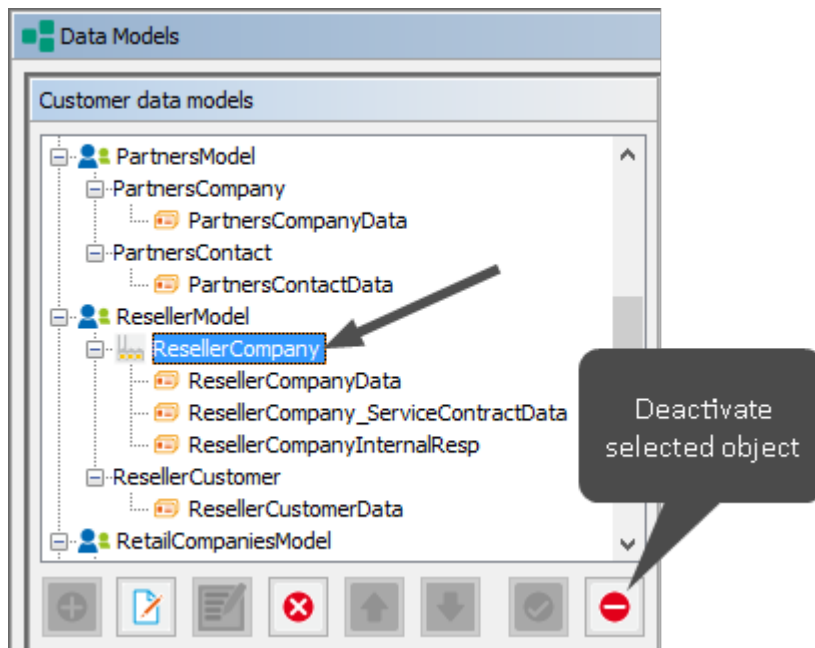 Data Models
Customer data models
PartnersModel
PartnersCompany
PartnersCompanyData
PartnersContact
PartnersContactData
ResellerModel
ResellerCompany
ResellerCompanyData
ResellerCompany_ServiceContractData
ResellerCompanyInternalResp
ResellerCustomer
ResellerCustomerData
RetailCompaniesModel
Deactivate
selected object